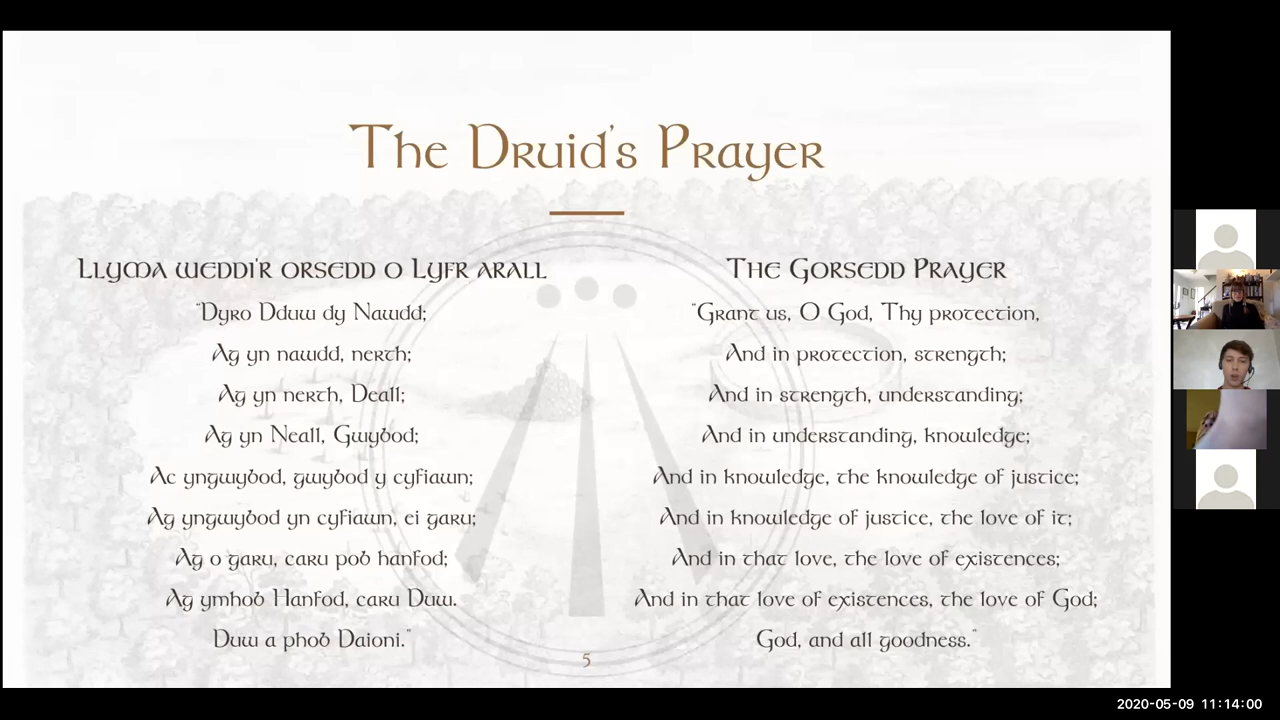 The Druid's Prayer
Llyma weddi'r orsedd o Lyfr arall
"Dyro Dduw dy Nawdd;
Ag yn nawdd, nerth;
Ag yn nerth, Deall;
Ag yn Neall, Gwybod;
Ac yngwybod, gwybod y cyfiawn;
Ag yngwybod yn cyfiawn, ei garu;
Ag o garu, caru pob hanfod;
Ag ymhob Hanfod, caru Duw.
Duw a phob Daioni."
The Gorsedd Prayer
"Grant us, O God, Thy protection,
And in protection, strength;
And in strength, understanding;
And in understanding, knowledge;
And in knowledge, the knowledge of justice;
And in knowledge of justice, the love of it;
And in that love, the love of existences;
And in that love of existences, the love of God;
God, and all goodness."
5
2020-05-09 11:14:00